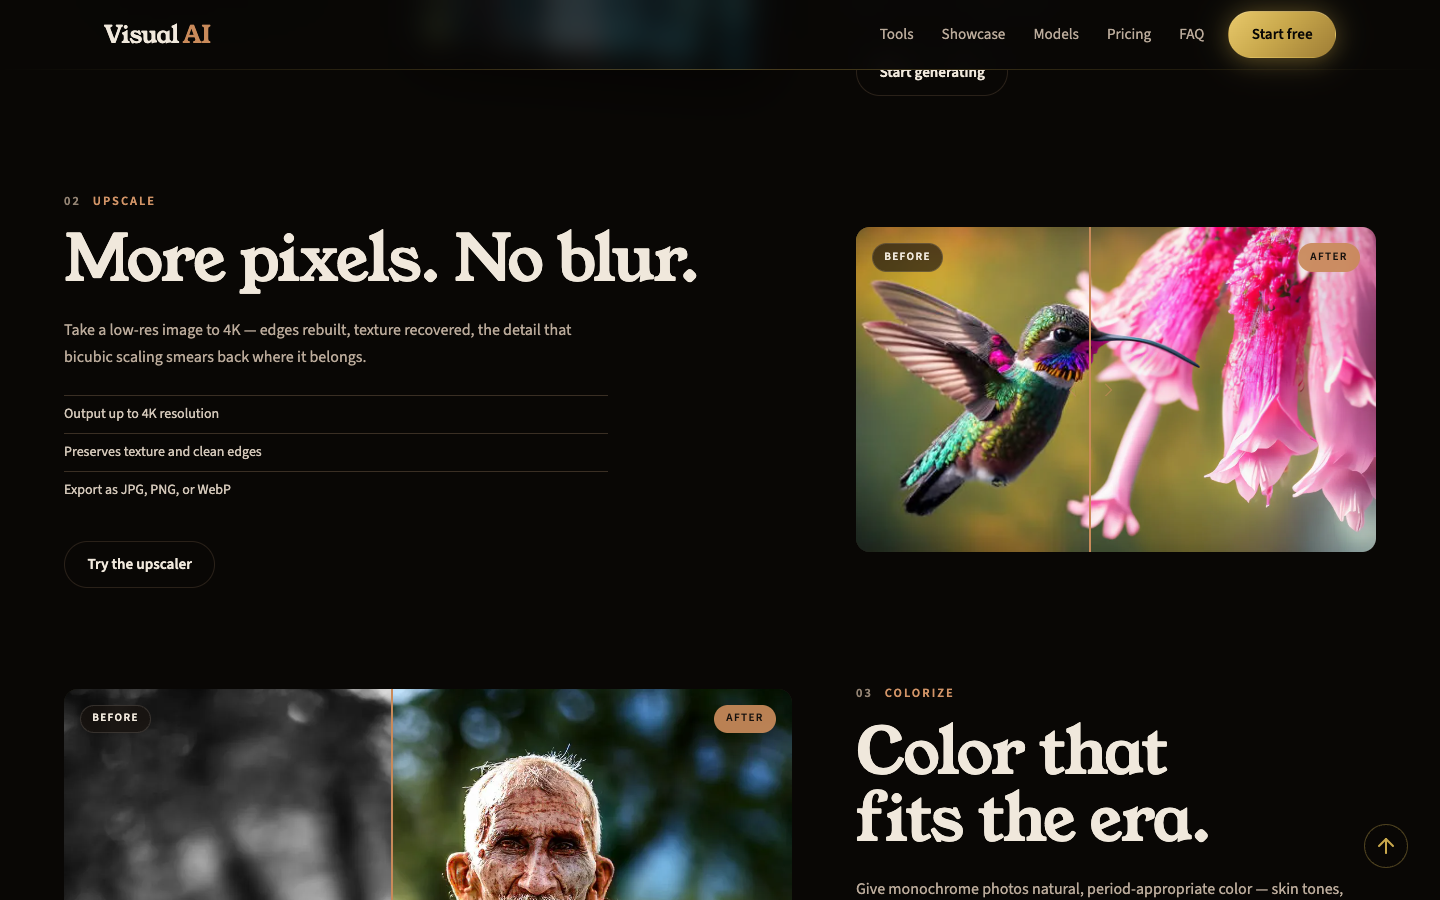 Visual AI
Tools
Showcase
Models
Pricing
FAQ
Start free
Start generating
02 UPSCALE
More pixels. No blur.
Take a low-res image to 4K — edges rebuilt, texture recovered, the detail that
bicubic scaling smears back where it belongs.
Output up to 4K resolution
Preserves texture and clean edges
Export as JPG, PNG, or WebP
Try the upscaler
BEFORE
AFTER
BEFORE
AFTER
03 COLORIZE
Color that
fits the era.
Give monochrome photos natural, period-appropriate color — skin tones,